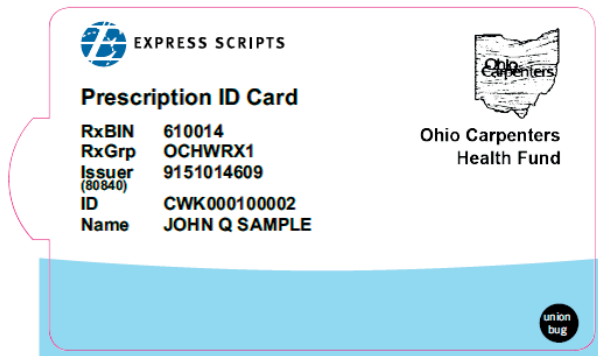 EXPRESS SCRIPTS
Ohio
Carpenters
Prescription ID Card
Ohio Carpenters
Health Fund
RxBIN 610014
RxGrp OCHWRX1
Issuer 9151014609
(80840)
ID CWK000100002
Name JOHN Q SAMPLE
union
bug